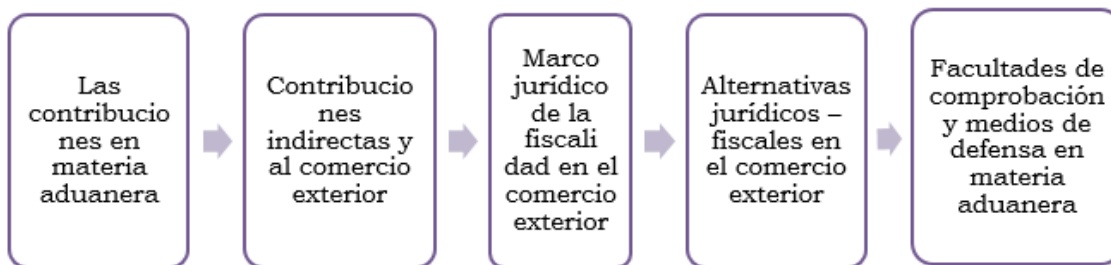 Las
contribucio
nes en
materia
aduanera
Contribucio
nes
indirectas y
al comercio
exterior
Marco
jurídico
de la
fiscali
dad en el
comercio
exterior
Alternativas
jurídicos –
fiscales en
el comercio
exterior
Facultades de
comprobación
y medios de
defensa en
materia
aduanera